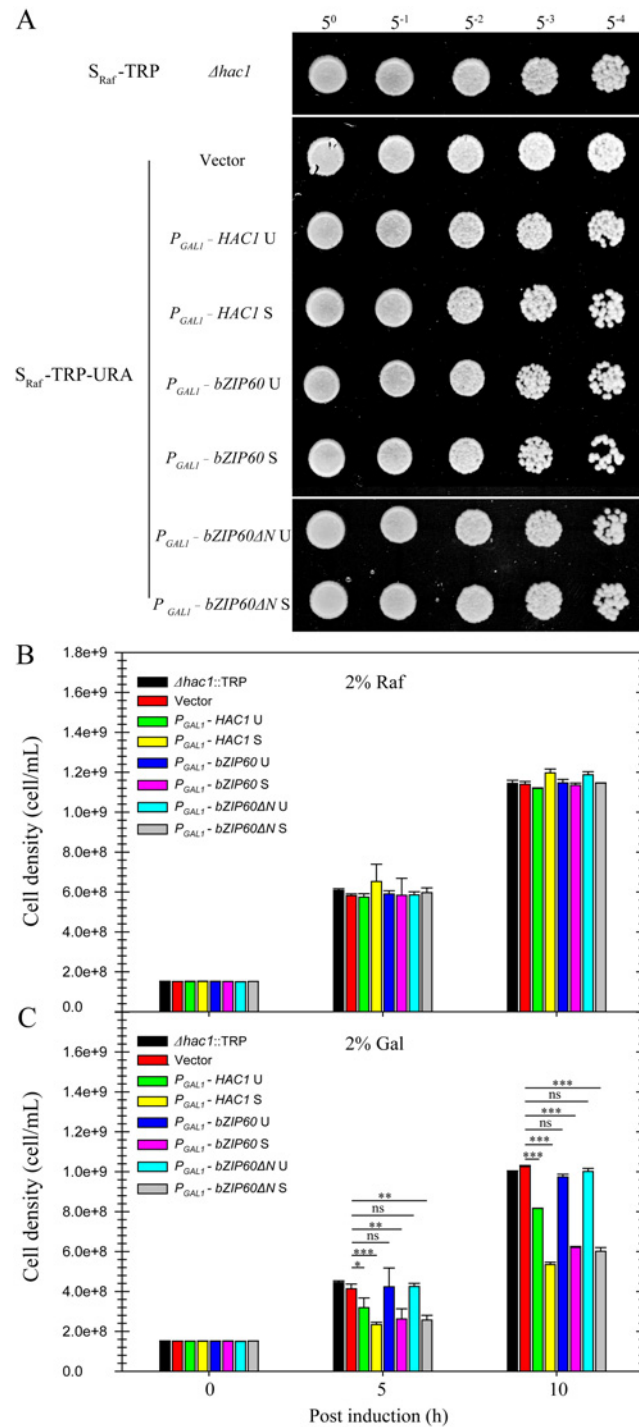 A
5⁰ 5⁻¹ 5⁻² 5⁻³ 5⁻⁴
S_Raf-TRP Δhac1
Vector
P_GAL1 - HAC1 U
P_GAL1 - HAC1 S
S_Raf-TRP-URA
P_GAL1 - bZIP60 U
P_GAL1 - bZIP60 S
P_GAL1 - bZIP60ΔN U
P_GAL1 - bZIP60ΔN S
B
2% Raf
Δhac1::TRP
Vector
P_GAL1 - HAC1 U
P_GAL1 - HAC1 S
P_GAL1 - bZIP60 U
P_GAL1 - bZIP60 S
P_GAL1 - bZIP60ΔN U
P_GAL1 - bZIP60ΔN S
Cell density (cell/mL)
1.8e+9
1.6e+9
1.4e+9
1.2e+9
1.0e+9
8.0e+8
6.0e+8
4.0e+8
2.0e+8
0.0
C
2% Gal
Δhac1::TRP
Vector
P_GAL1 - HAC1 U
P_GAL1 - HAC1 S
P_GAL1 - bZIP60 U
P_GAL1 - bZIP60 S
P_GAL1 - bZIP60ΔN U
P_GAL1 - bZIP60ΔN S
Cell density (cell/mL)
1.6e+9
1.4e+9
1.2e+9
1.0e+9
8.0e+8
6.0e+8
4.0e+8
2.0e+8
0.0
**
ns
**
ns
***
*
***
ns
***
ns
***
***
0 5 10
Post induction (h)